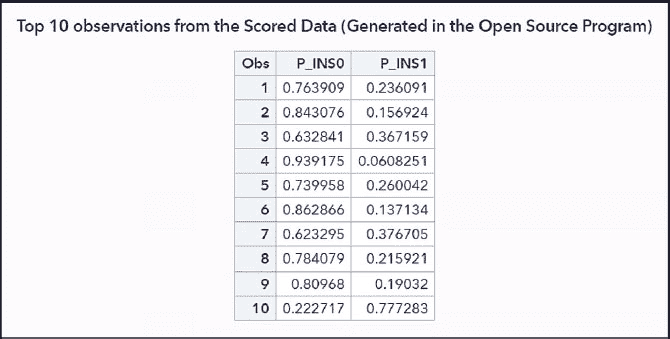 Top 10 observations from the Scored Data (Generated in the Open Source Program)
Obs P_INS0 P_INS1
1 0.763909 0.236091
2 0.843076 0.156924
3 0.632841 0.367159
4 0.939175 0.0608251
5 0.739958 0.260042
6 0.862866 0.137134
7 0.623295 0.376705
8 0.784079 0.215921
9 0.80968 0.19032
10 0.222717 0.777283